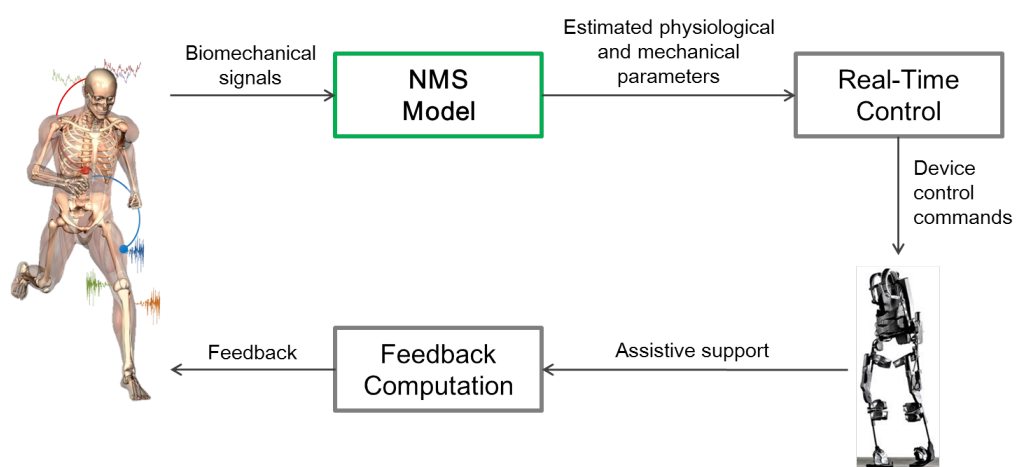 Biomechanical
signals
NMS
Model
Estimated physiological
and mechanical
parameters
Real-Time
Control
Device
control
commands
Assistive support
Feedback
Computation
Feedback